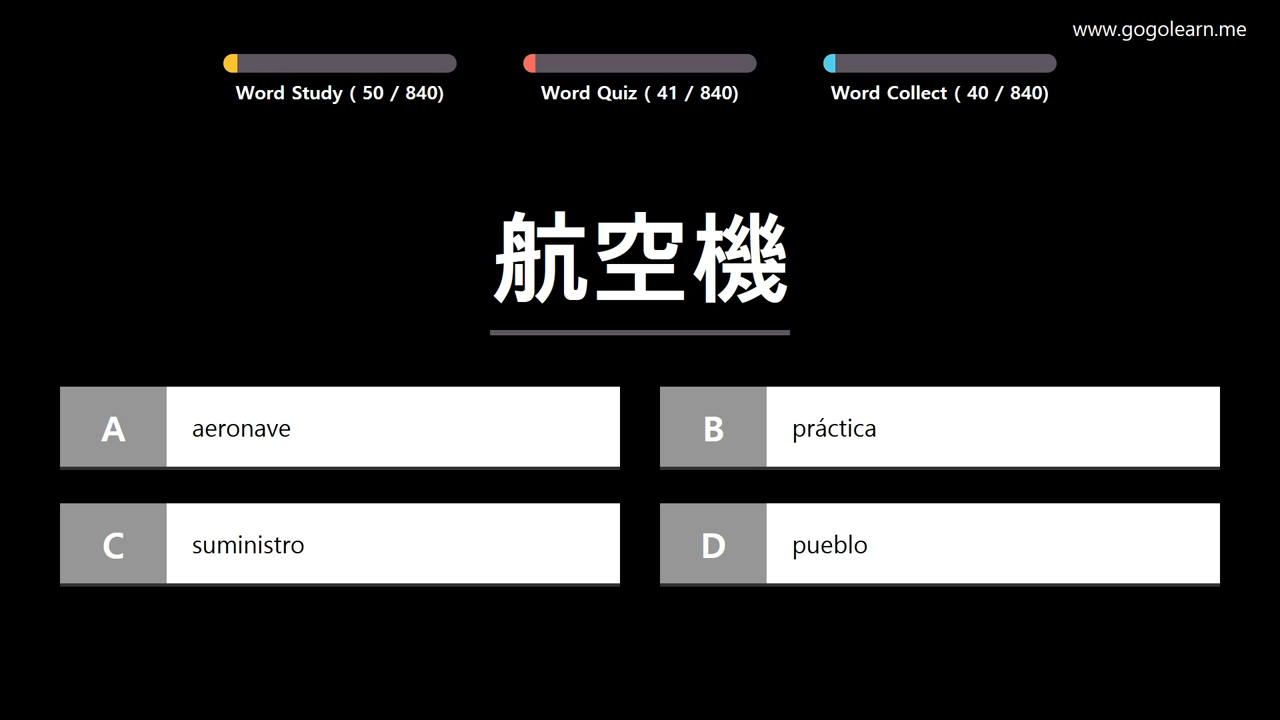 www.gogolearn.me
Word Study ( 50 / 840)
Word Quiz ( 41 / 840)
Word Collect ( 40 / 840)
航空機
A
aeronave
B
práctica
C
suministro
D
pueblo